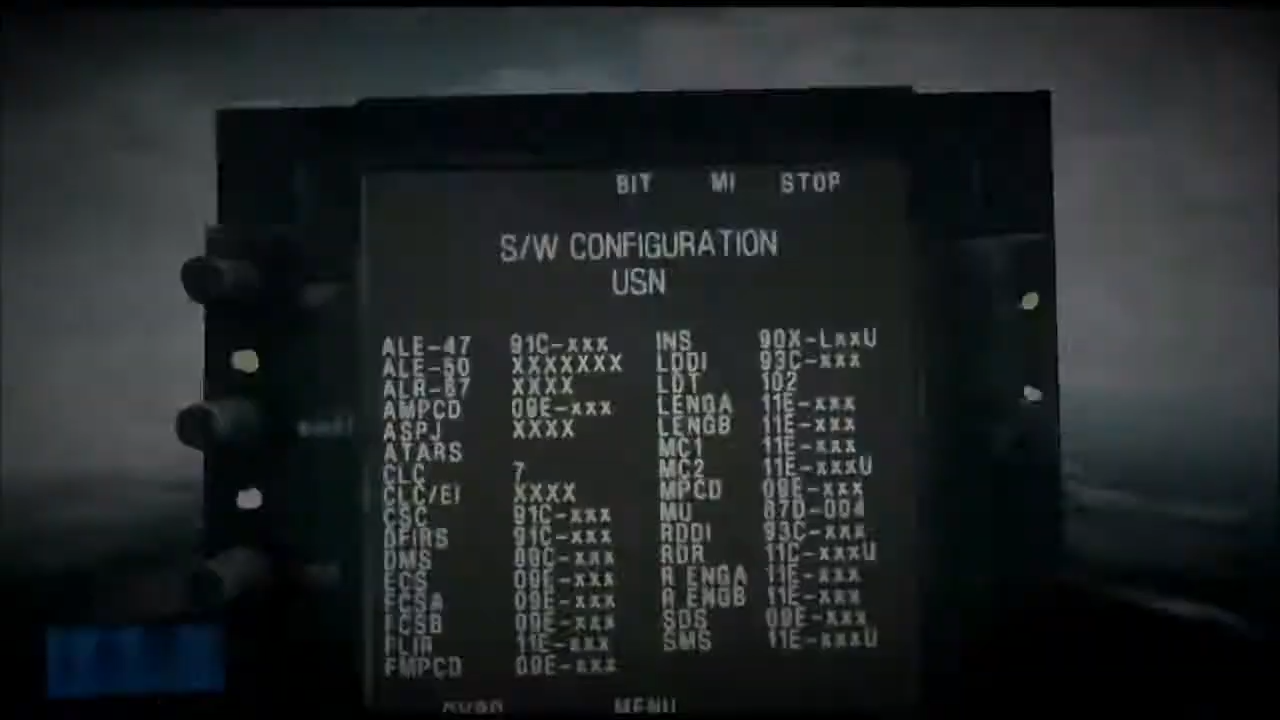 BIT MI STOP
S/W CONFIGURATION
USN
ALE-47 91C-xxx INS 90X-LxxU
ALE-50 XXXXXXX LDDI 93C-xxx
ALR-67 XXXX LDT 102
AMPCD 09E-xxx LENGA 11E-xxx
ASPJ XXXX LENGB 11E-xxx
ATARS MC1 11E-xxx
CLC 7 MC2 11E-xxxU
CLC/EI XXXX MPCD 09E-xxx
CSC 91C-xxx MU 87D-004
DFIRS 91C-xxx RDDI 93C-xxx
DMS 09C-xxx RDR 11C-xxxU
ECS 09E-xxx R ENGA 11E-xxx
FCSA 09E-xxx R ENGB 11E-xxx
FCSB 09E-xxx SDS 09E-xxx
FLIR 11E-xxx SMS 11E-xxxU
FMPCD 09E-xxx
MENU